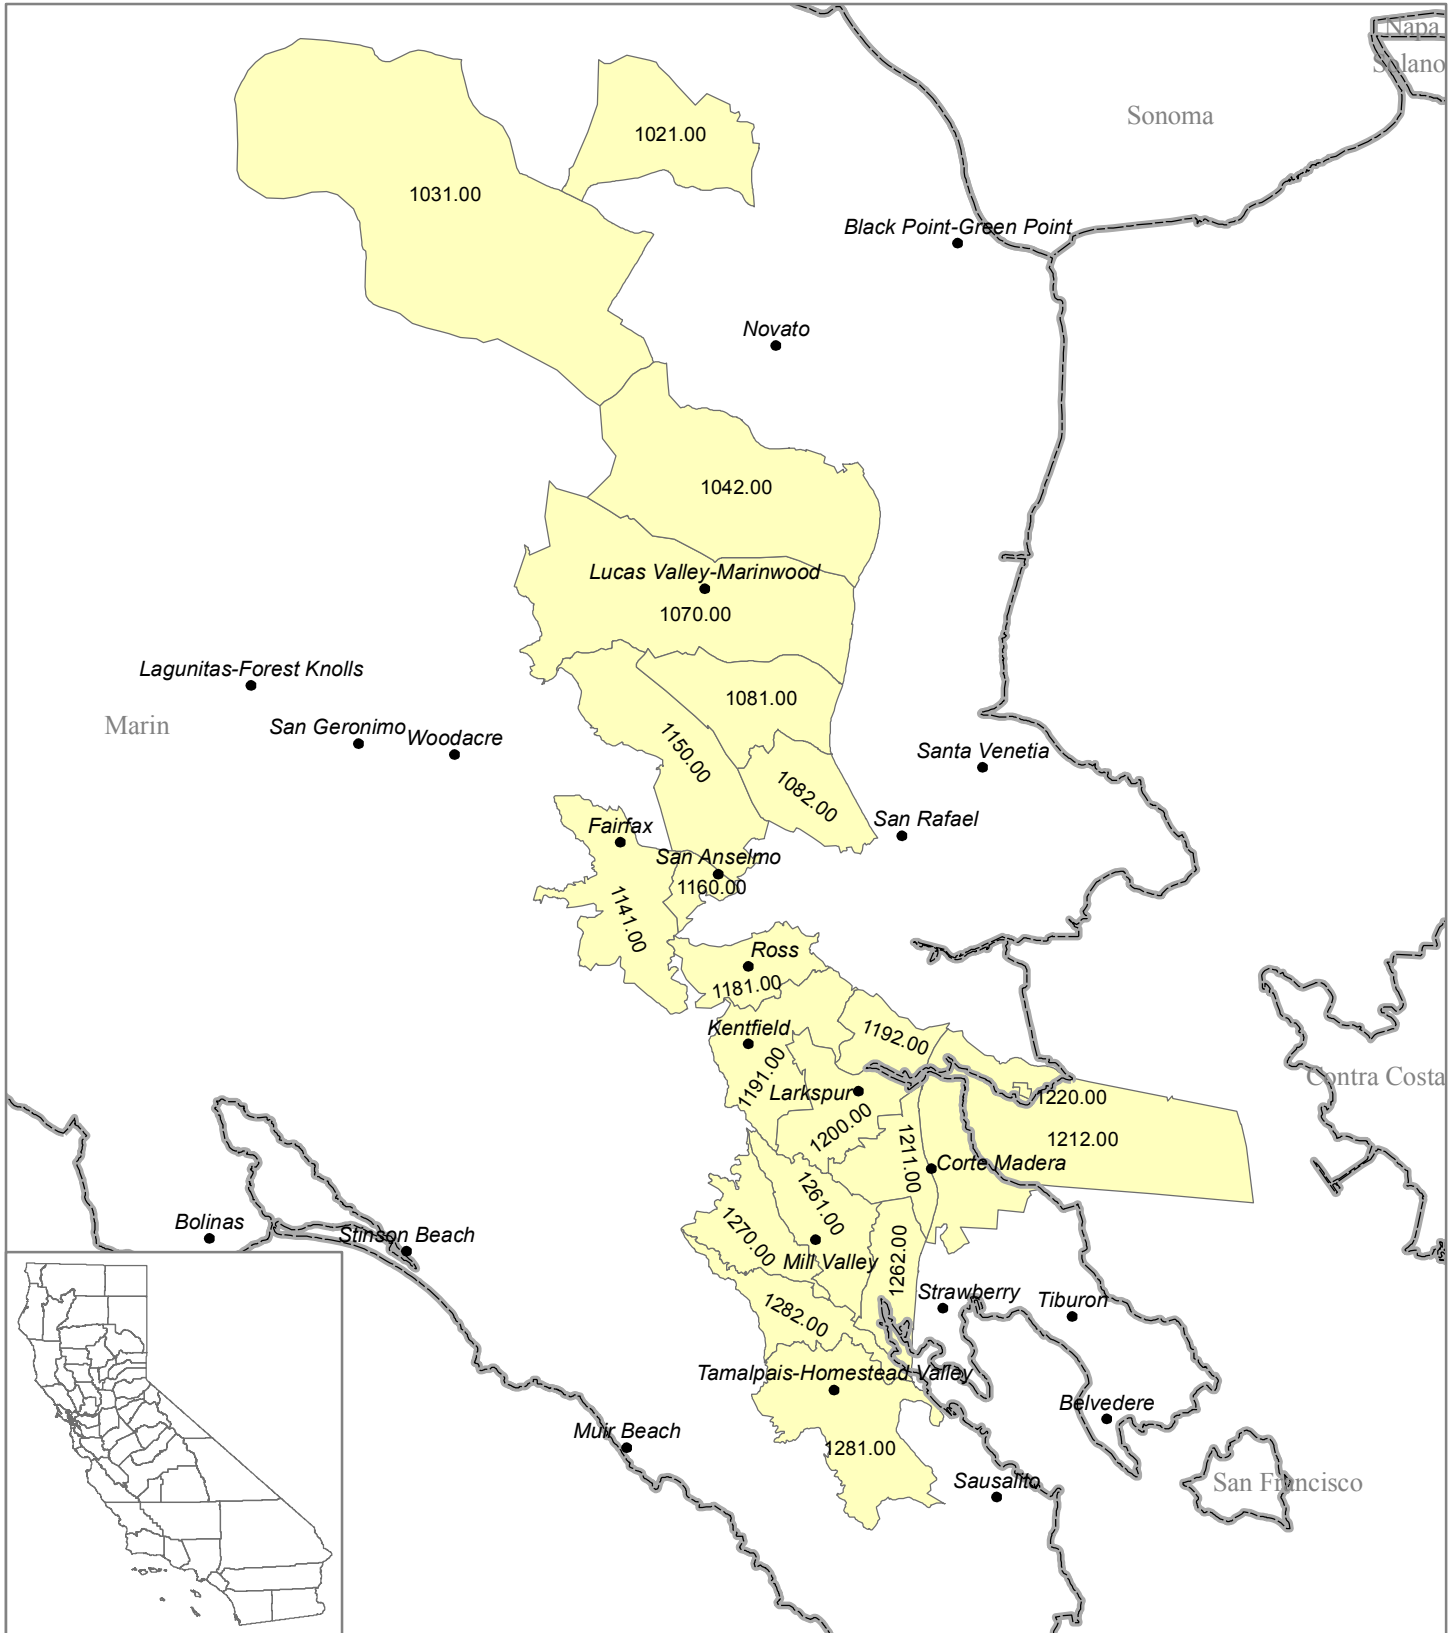 Napa
Solano
Sonoma
1021.00
1031.00
Black Point-Green Point
Novato
1042.00
Lucas Valley-Marinwood
1070.00
Lagunitas-Forest Knolls
1081.00
Marin
San Geronimo
Woodacre
1150.00
Santa Venetia
1082.00
San Rafael
Fairfax
San Anselmo
1160.00
1141.00
Ross
1181.00
Kentfield
1192.00
1191.00
Contra Costa
Larkspur
1220.00
1200.00
1212.00
1211.00
Corte Madera
1261.00
Bolinas
Stinson Beach
1270.00
Mill Valley
1262.00
Strawberry
Tiburon
1282.00
Tamalpais-Homestead Valley
Belvedere
Muir Beach
1281.00
Sausalito
San Francisco